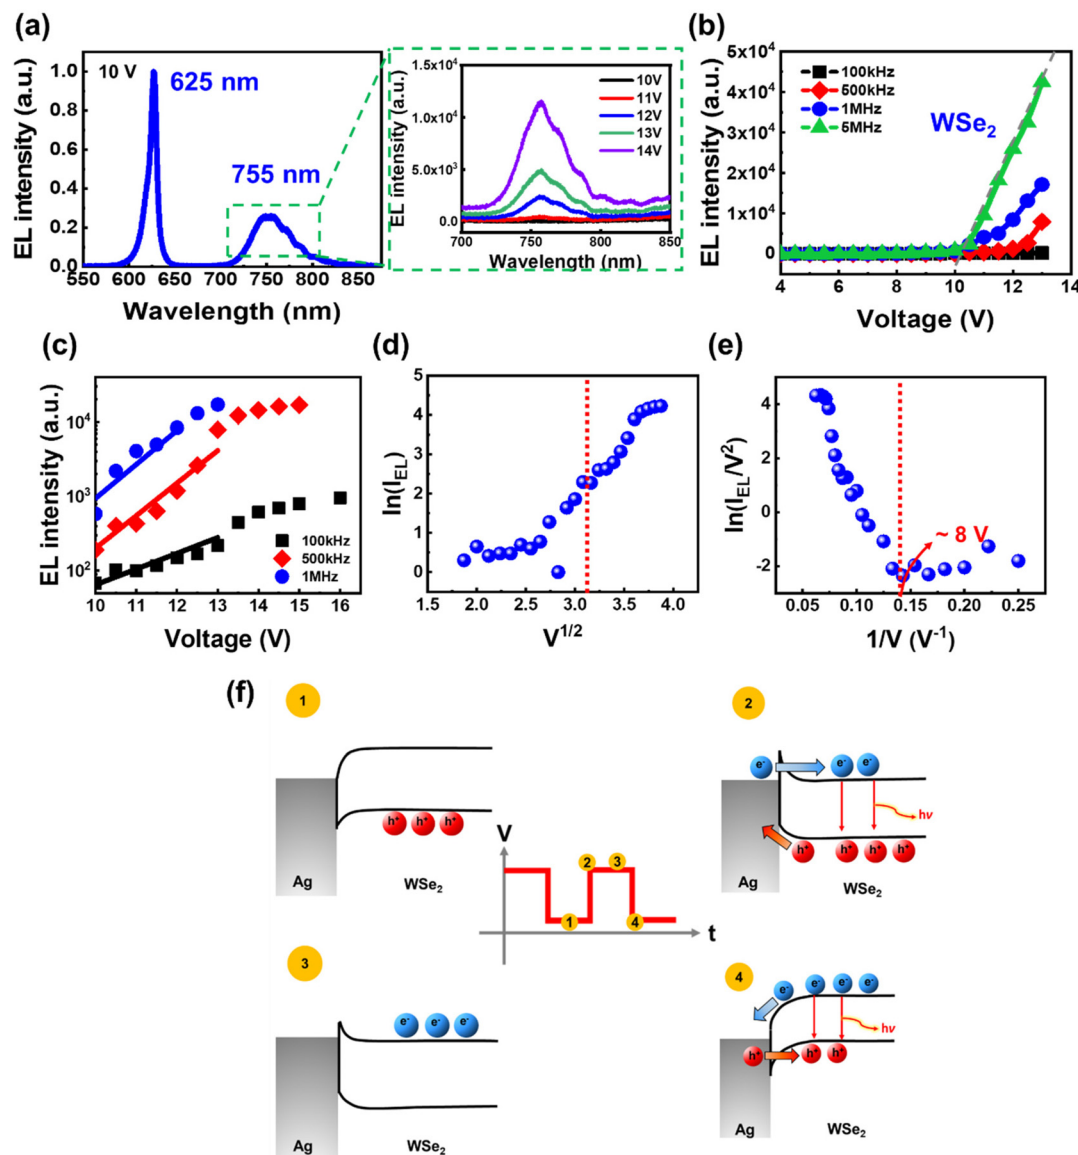 (a)
10 V
625 nm
755 nm
EL intensity (a.u.)
1.0
0.8
0.6
0.4
0.2
0.0
550 600 650 700 750 800 850
Wavelength (nm)
EL intensity (a.u.)
1.5x10⁴
1.0x10⁴
5.0x10³
0.0
10V
11V
12V
13V
14V
700 750 800 850
Wavelength (nm)
(b)
EL intensity (a.u.)
5x10⁴
4x10⁴
3x10⁴
2x10⁴
1x10⁴
0
100kHz
500kHz
1MHz
5MHz
WSe₂
4 6 8 10 12 14
Voltage (V)
(c)
EL intensity (a.u.)
10⁴
10³
10²
100kHz
500kHz
1MHz
10 11 12 13 14 15 16
Voltage (V)
(d)
ln(I_EL)
5
4
3
2
1
0
1.5 2.0 2.5 3.0 3.5 4.0
V^1/2
(e)
ln(I_EL/V²)
4
2
0
-2
~ 8 V
0.05 0.10 0.15 0.20 0.25
1/V (V⁻¹)
(f)
1
h⁺ h⁺ h⁺
Ag
WSe₂
2
e⁻ e⁻ e⁻
hν
h⁺ h⁺ h⁺ h⁺
Ag
WSe₂
V
2 3
1 4
t
3
e⁻ e⁻ e⁻
Ag
WSe₂
4
e⁻ e⁻ e⁻ e⁻
hν
h⁺ h⁺ h⁺
Ag
WSe₂